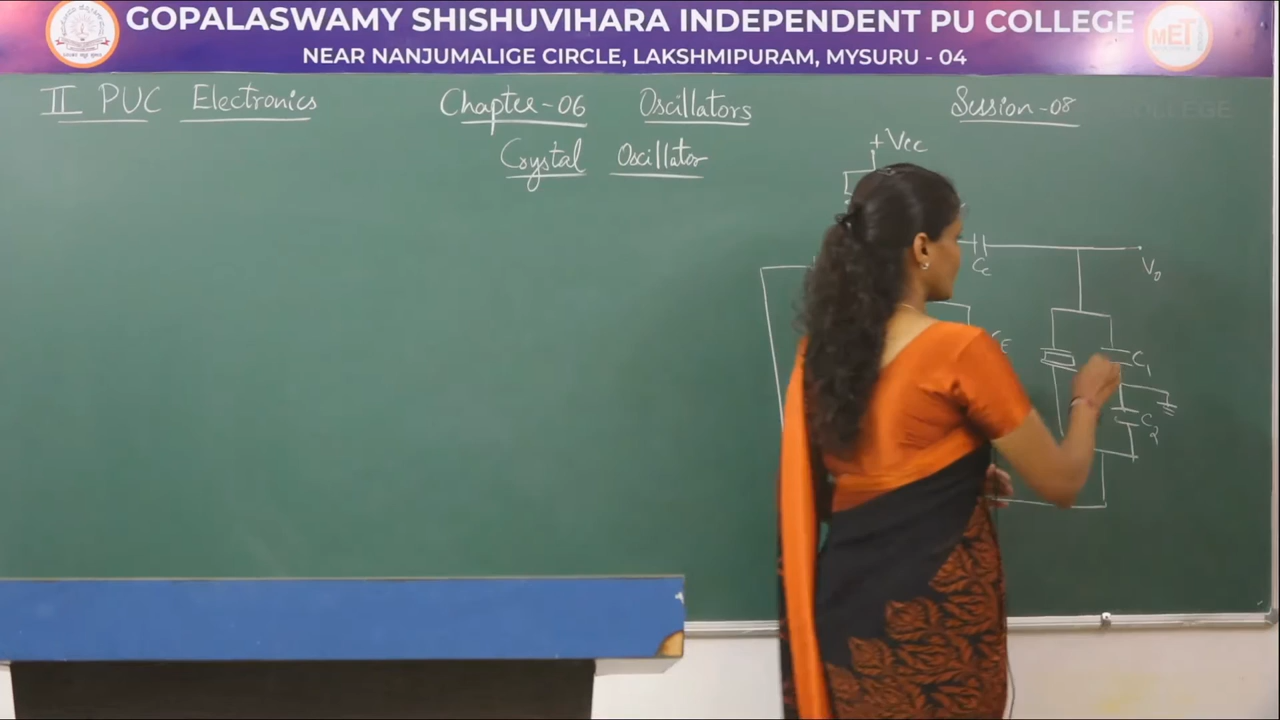 GOPALASWAMY SHISHUVIHARA INDEPENDENT PU COLLEGE
NEAR NANJUMALIGE CIRCLE, LAKSHMIPURAM, MYSURU - 04
MET
II PUC Electronics Chapter-06 Oscillators Session-08
Crystal Oscillator
+Vcc
Cc
Vo
C1
C2